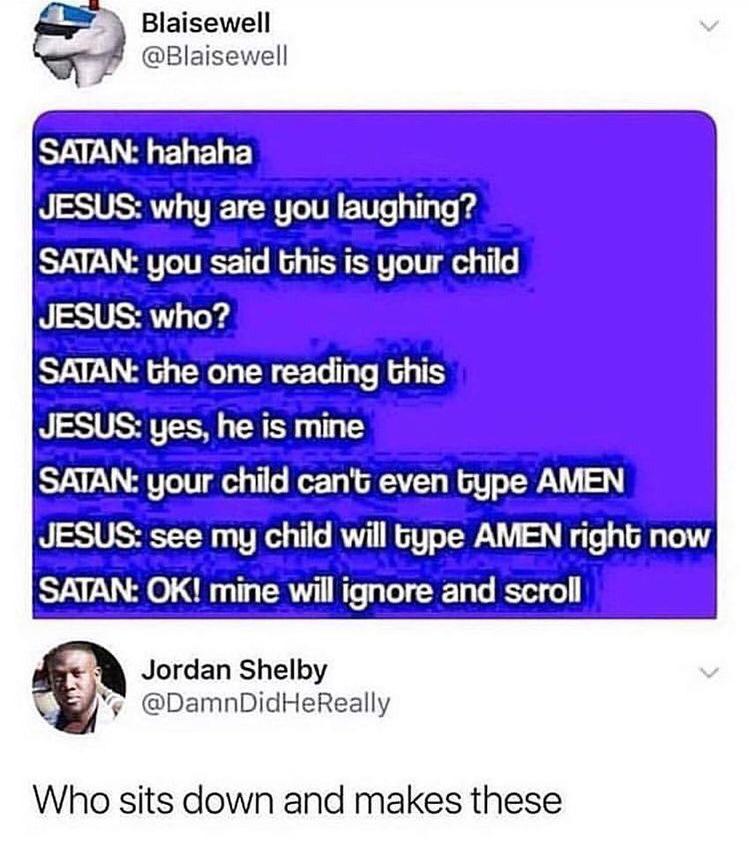 Blaisewell
@Blaisewell
SATAN: hahaha
JESUS: why are you laughing?
SATAN: you said this is your child
JESUS: who?
SATAN: the one reading this
JESUS: yes, he is mine
SATAN: your child can't even type AMEN
JESUS: see my child will type AMEN right now
SATAN: OK! mine will ignore and scroll
Jordan Shelby
@DamnDidHeReally
Who sits down and makes these